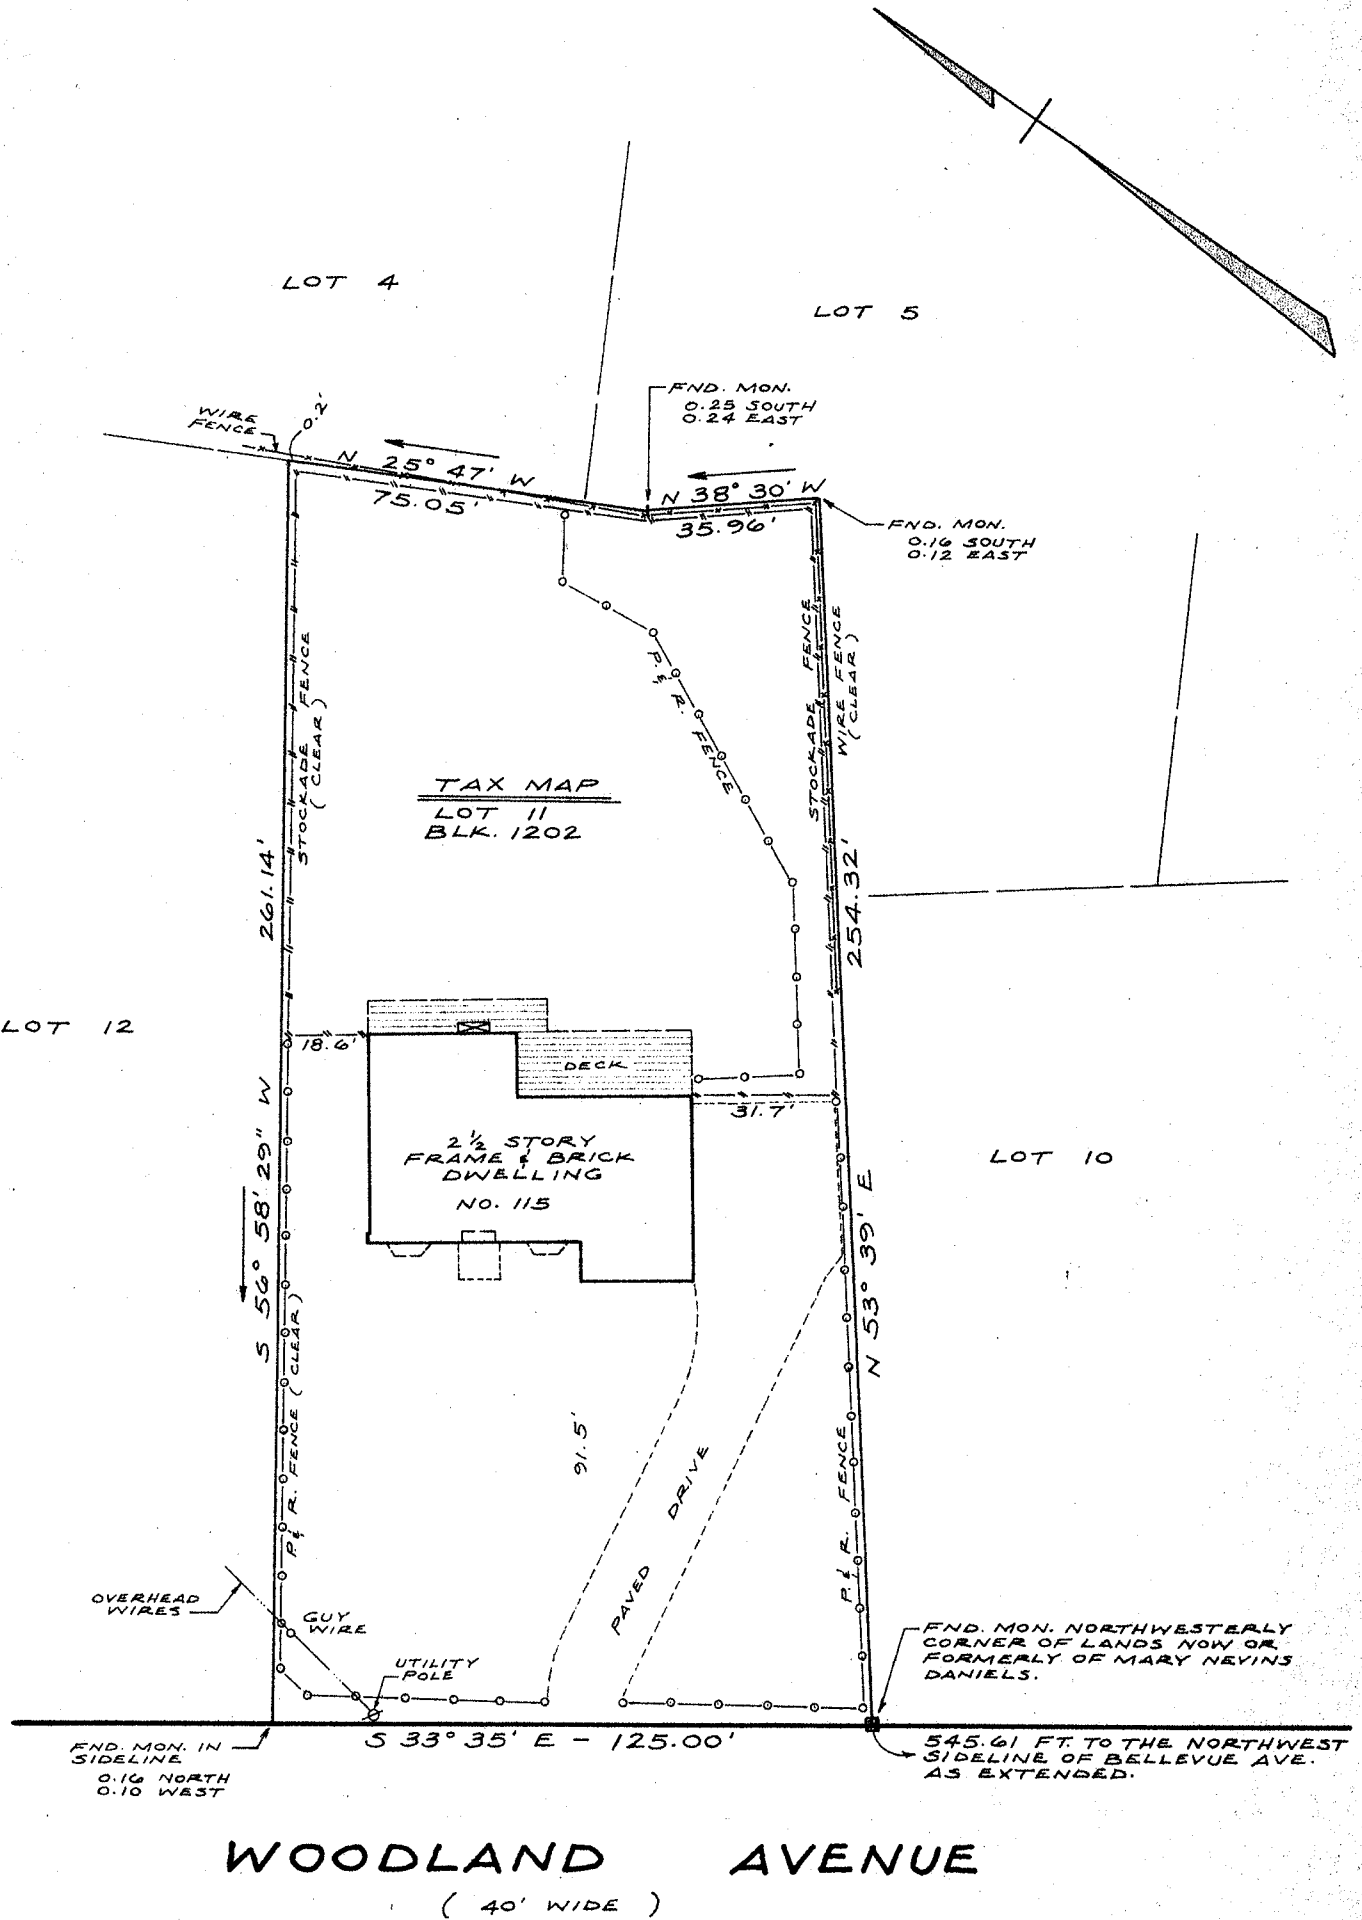 LOT 4
LOT 5
FND. MON.
0.25 SOUTH
0.24 EAST
WIRE
FENCE
0.2'
N 25° 47' W
75.05'
N 38° 30' W
35.96'
FND. MON.
0.16 SOUTH
0.12 EAST
STOCKADE FENCE
(CLEAR)
P. & R. FENCE
STOCKADE FENCE
WIRE FENCE
(CLEAR)
TAX MAP
LOT 11
BLK. 1202
261.14'
254.32'
LOT 12
18.6'
DECK
31.7'
2 1/2 STORY
FRAME & BRICK
DWELLING
NO. 115
LOT 10
S 56° 58' 29" W
N 53° 39' E
P. & R. FENCE (CLEAR)
91.5'
PAVED DRIVE
P. & R. FENCE
OVERHEAD
WIRES
GUY
WIRE
UTILITY
POLE
FND. MON. NORTHWESTERLY
CORNER OF LANDS NOW OR
FORMERLY OF MARY NEVINS
DANIELS.
FND. MON. IN
SIDELINE
0.16 NORTH
0.10 WEST
S 33° 35' E - 125.00'
545.61 FT. TO THE NORTHWEST
SIDELINE OF BELLEVUE AVE.
AS EXTENDED.
WOODLAND AVENUE
( 40' WIDE )